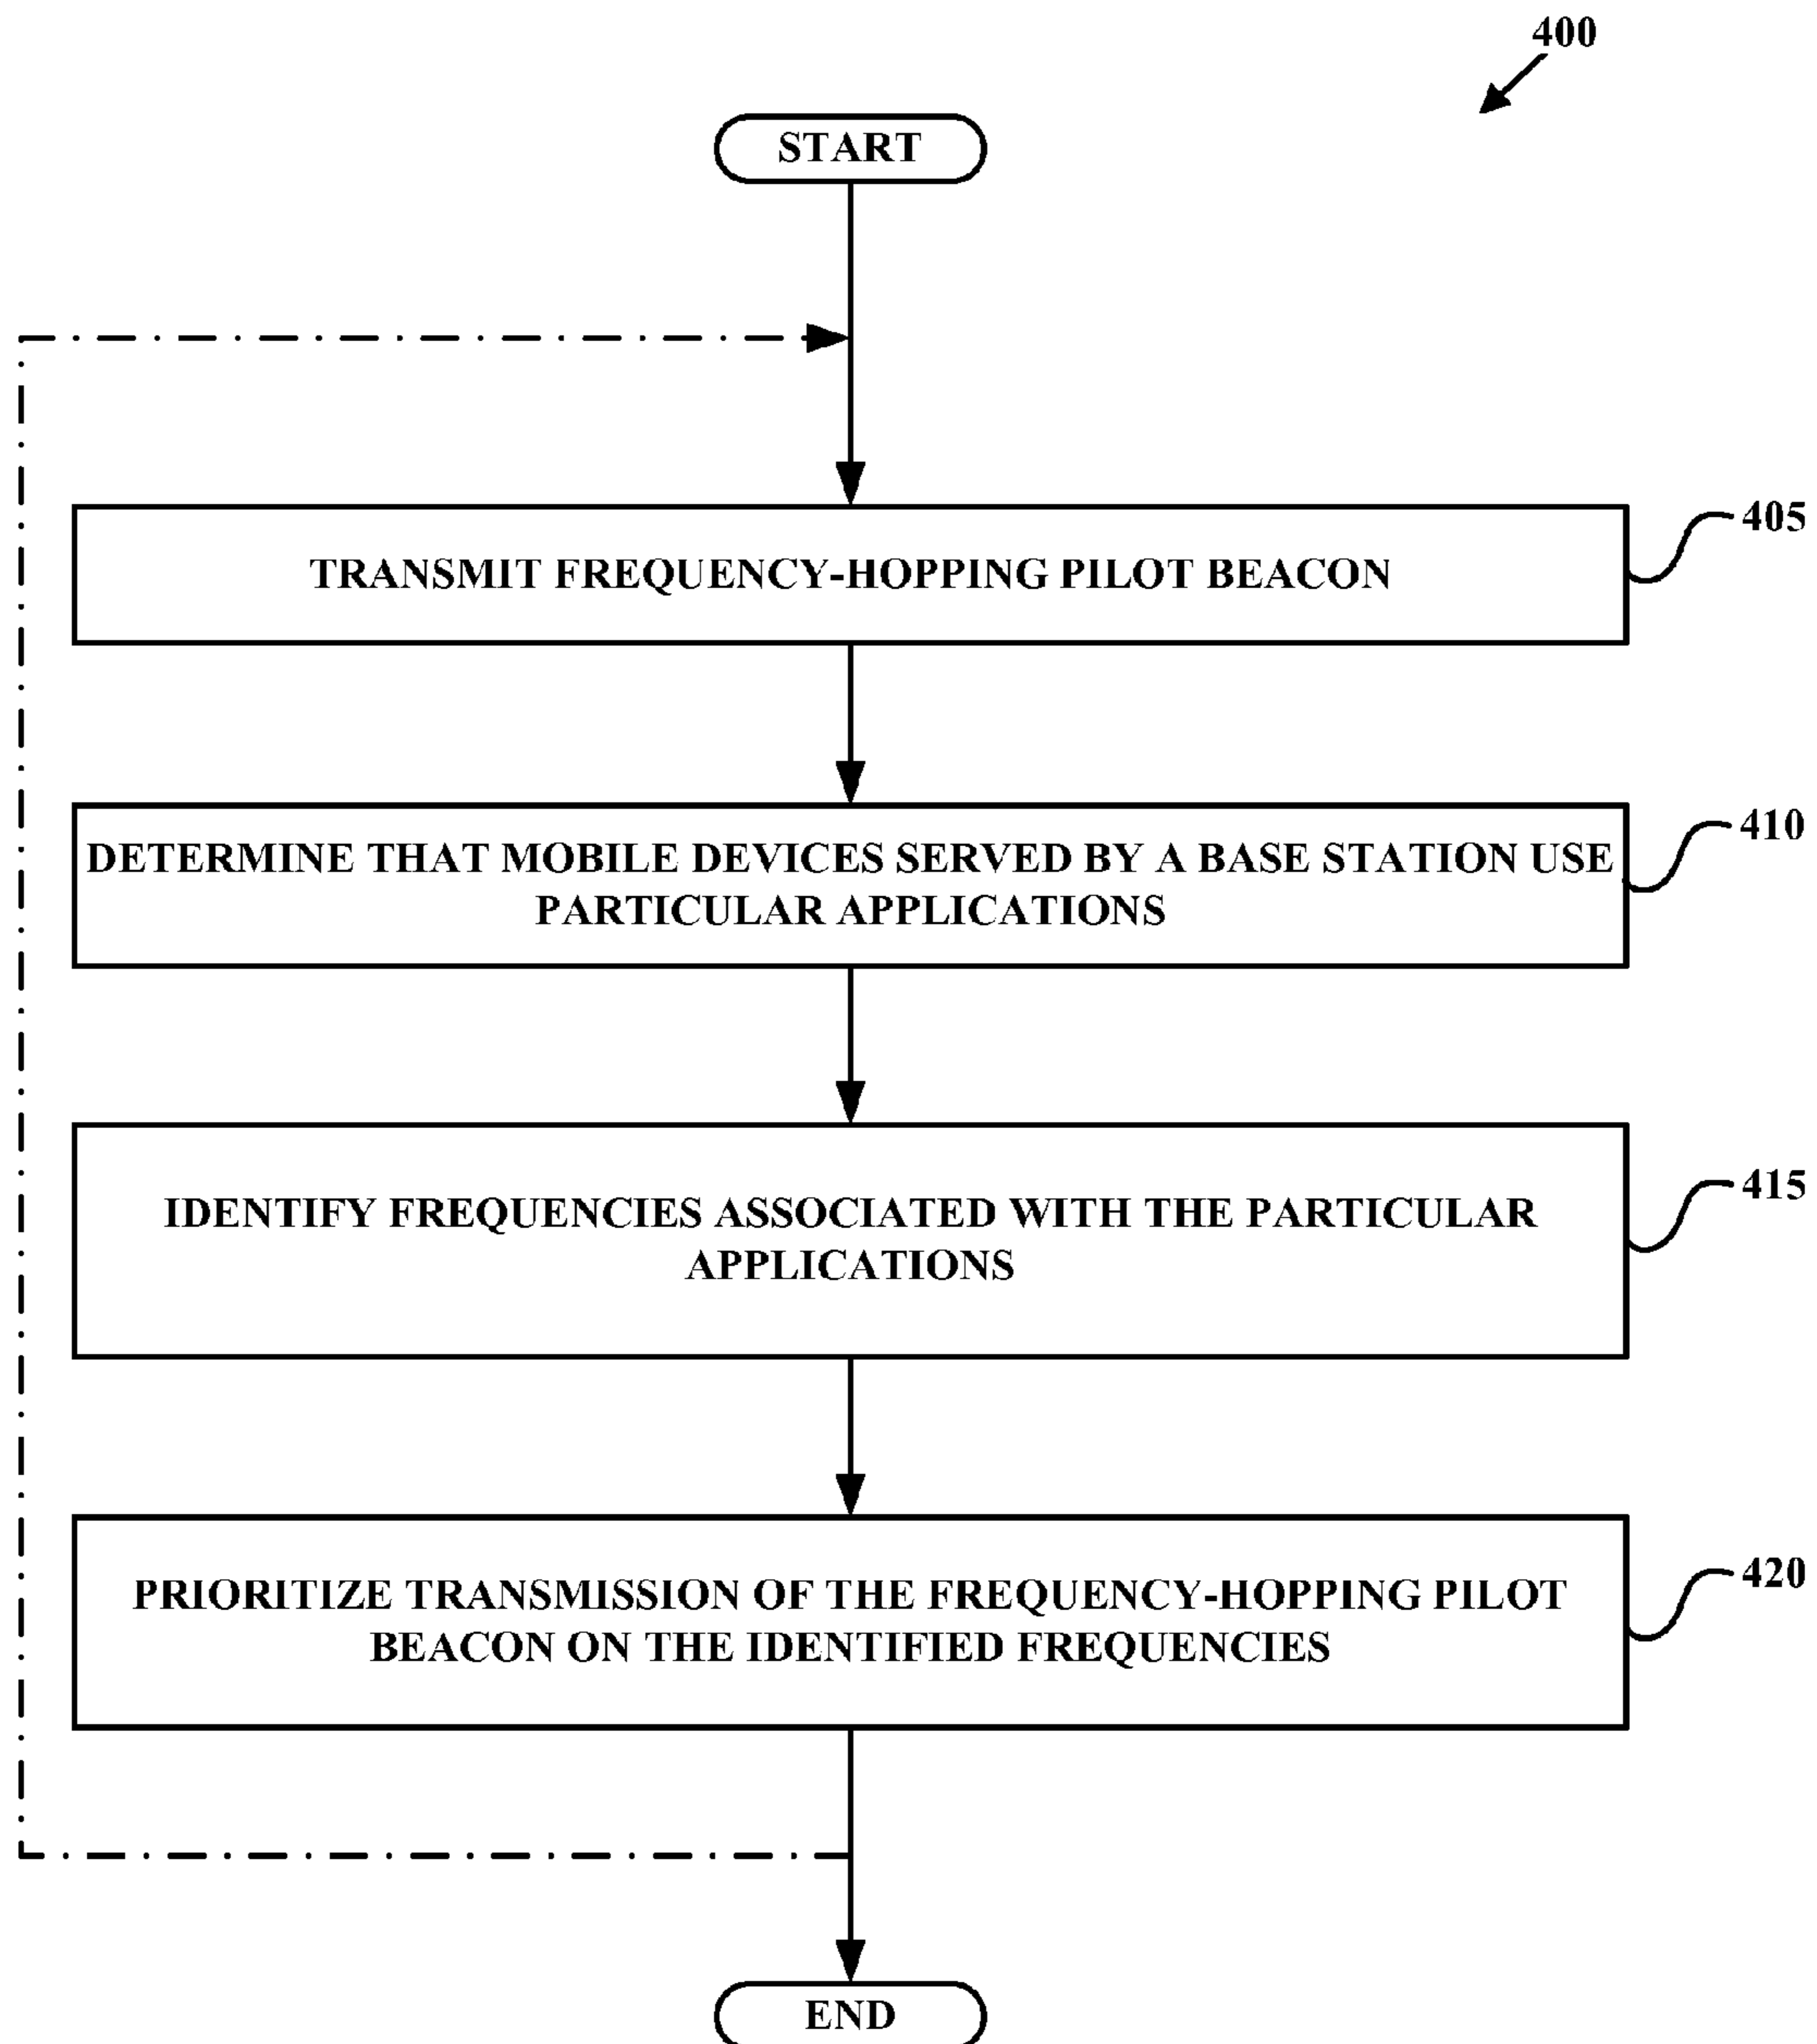 400
START
TRANSMIT FREQUENCY-HOPPING PILOT BEACON
405
DETERMINE THAT MOBILE DEVICES SERVED BY A BASE STATION USE
PARTICULAR APPLICATIONS
410
IDENTIFY FREQUENCIES ASSOCIATED WITH THE PARTICULAR
APPLICATIONS
415
PRIORITIZE TRANSMISSION OF THE FREQUENCY-HOPPING PILOT
BEACON ON THE IDENTIFIED FREQUENCIES
420
END